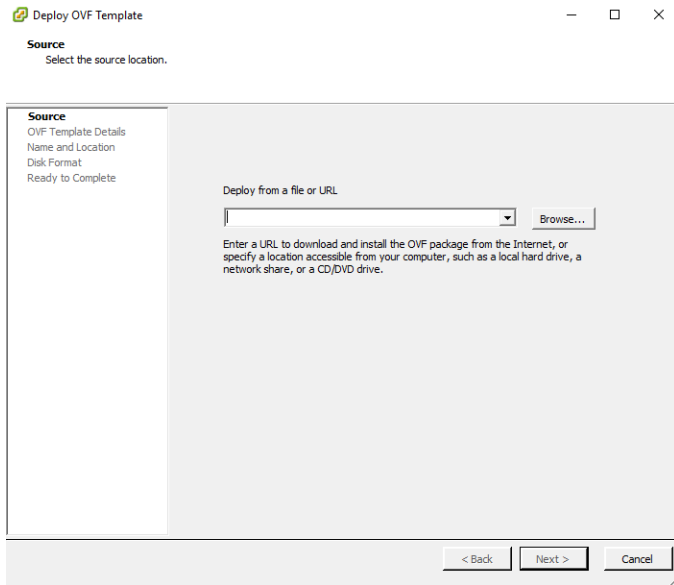 Deploy OVF Template
Source
Select the source location.
Source
OVF Template Details
Name and Location
Disk Format
Ready to Complete
Deploy from a file or URL
Browse...
Enter a URL to download and install the OVF package from the Internet, or
specify a location accessible from your computer, such as a local hard drive, a
network share, or a CD/DVD drive.
< Back
Next >
Cancel